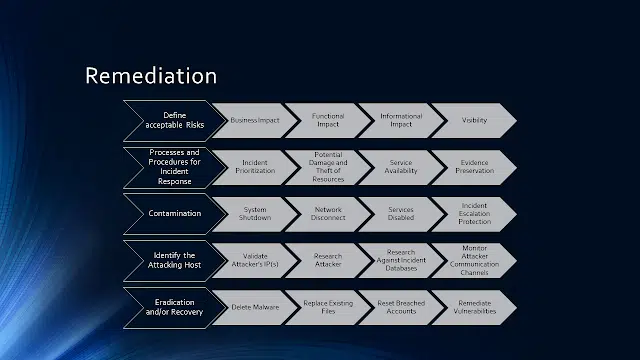 Remediation
Define
acceptable Risks
Business Impact
Functional
Impact
Informational
Impact
Visibility
Processes and
Procedures for
Incident
Response
Incident
Prioritization
Potential
Damage and
Theft of
Resources
Service
Availability
Evidence
Preservation
Contamination
System
Shutdown
Network
Disconnect
Services
Disabled
Incident
Escalation
Protection
Identify the
Attacking Host
Validate
Attacker's IP(s)
Research
Attacker
Research
Against Incident
Databases
Monitor
Attacker
Communication
Channels
Eradication
and/or Recovery
Delete Malware
Replace Existing
Files
Reset Breached
Accounts
Remediate
Vulnerabilities